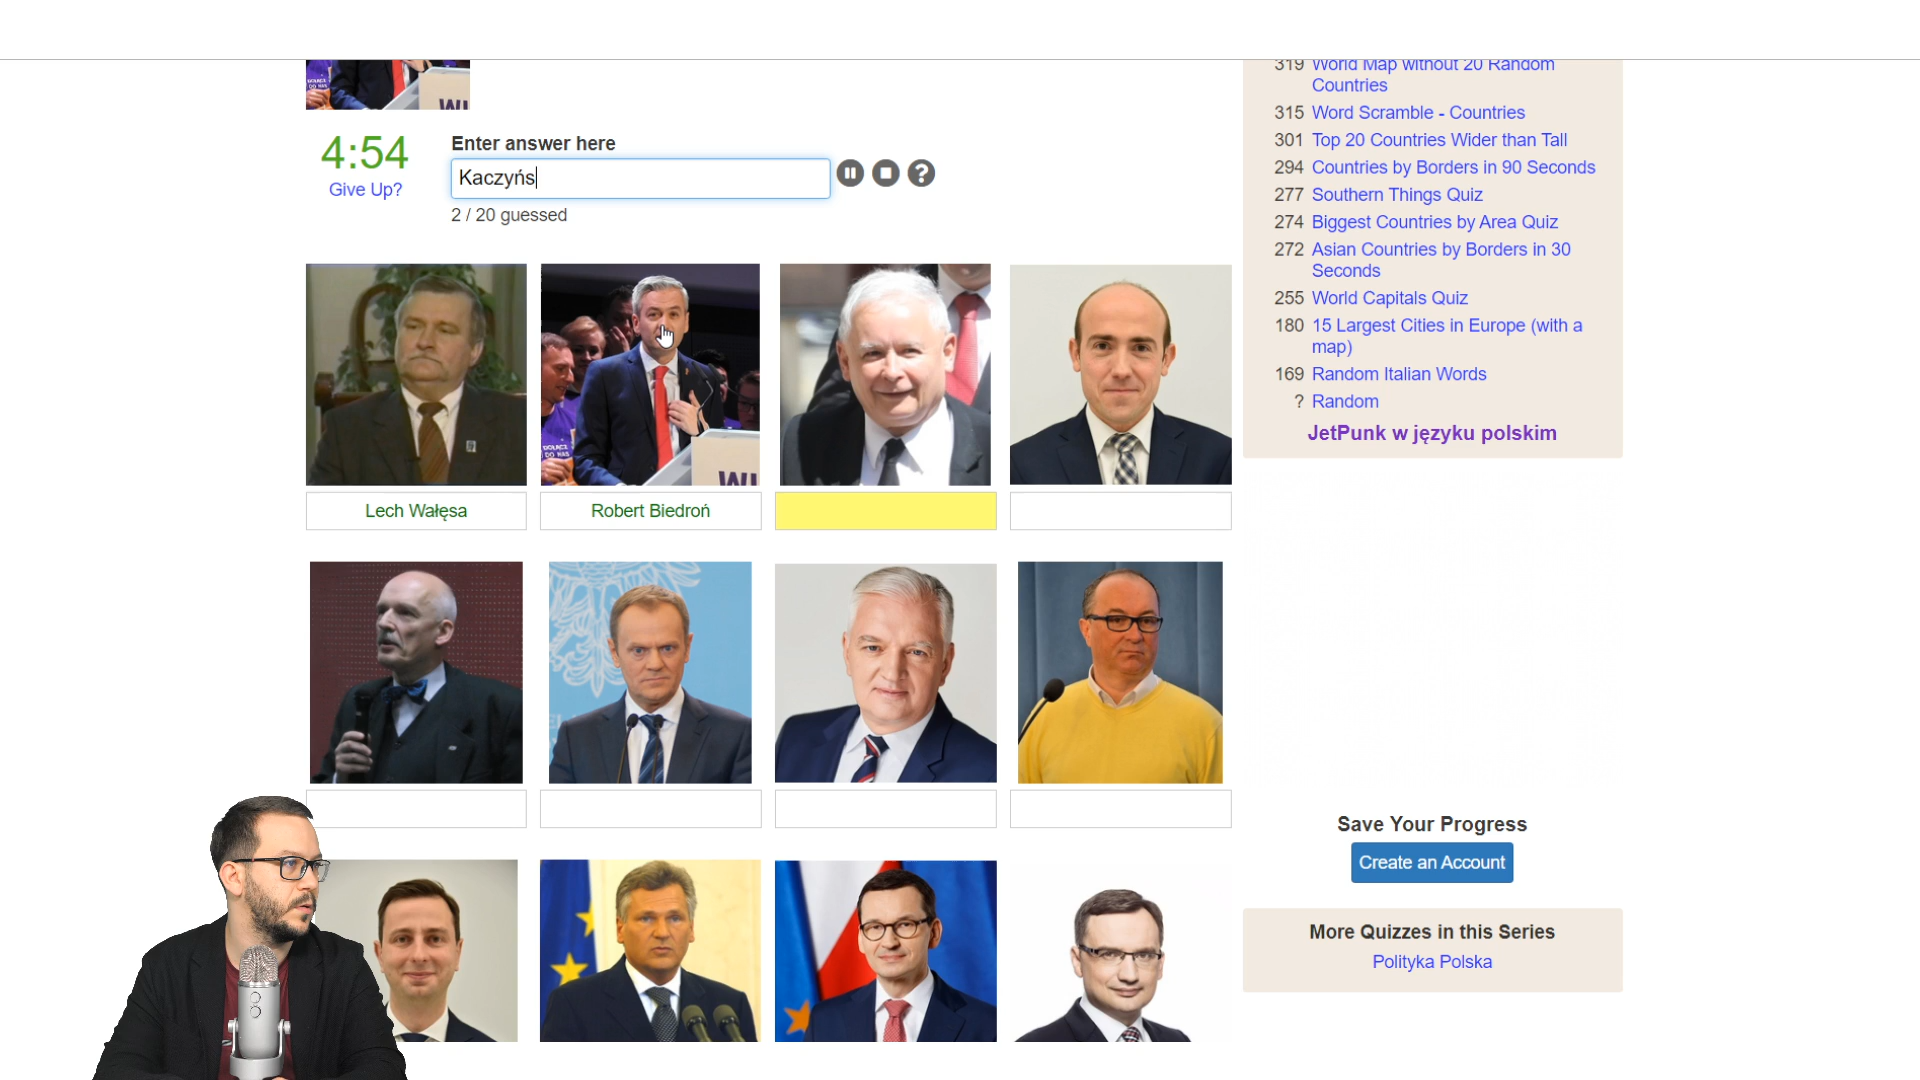 319 World Map without 20 Random
Countries
315 Word Scramble - Countries
301 Top 20 Countries Wider than Tall
294 Countries by Borders in 90 Seconds
277 Southern Things Quiz
274 Biggest Countries by Area Quiz
272 Asian Countries by Borders in 30
Seconds
255 World Capitals Quiz
180 15 Largest Cities in Europe (with a
map)
169 Random Italian Words
? Random
JetPunk w języku polskim
4:54
Give Up?
Enter answer here
Kaczyńs
2 / 20 guessed
Lech Wałęsa
Robert Biedroń
Save Your Progress
Create an Account
More Quizzes in this Series
Polityka Polska